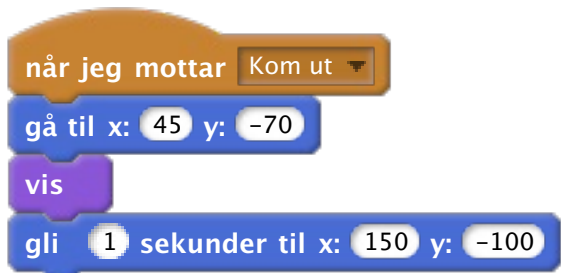 når jeg mottar Kom ut
gå til x: 45 y: -70
vis
gli 1 sekunder til x: 150 y: -100